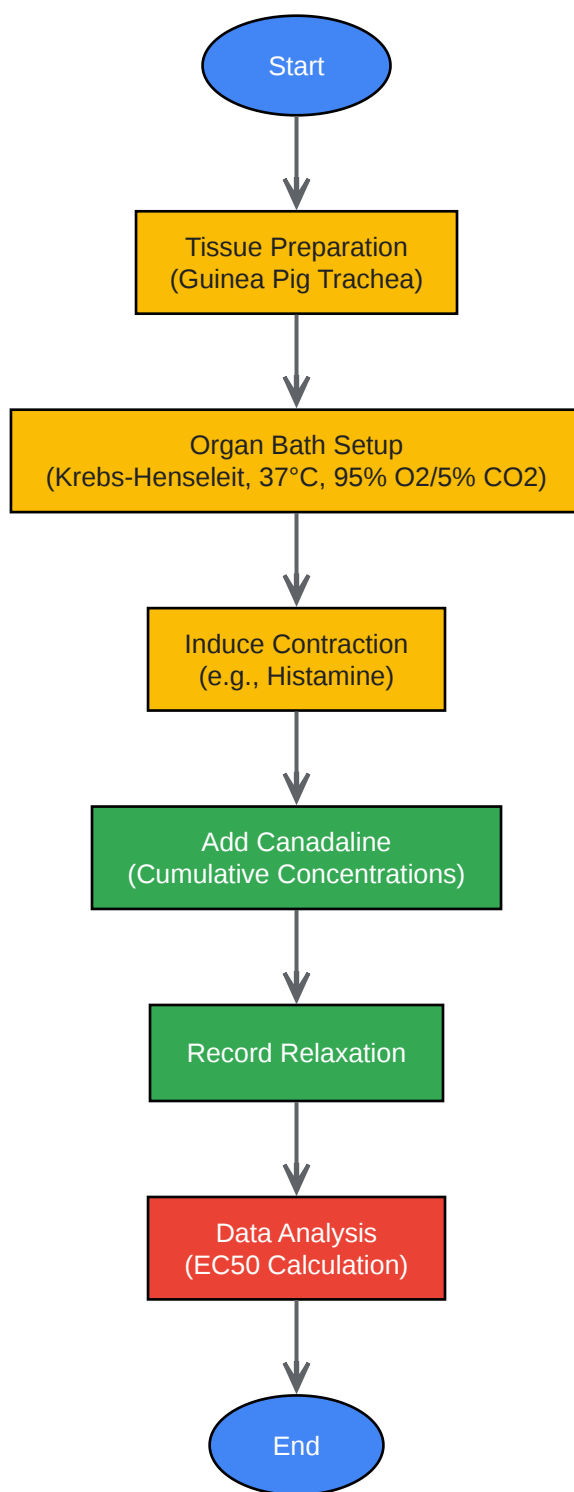 Start
Tissue Preparation
(Guinea Pig Trachea)
Organ Bath Setup
(Krebs-Henseleit, 37°C, 95% O2/5% CO2)
Induce Contraction
(e.g., Histamine)
Add Canadaline
(Cumulative Concentrations)
Record Relaxation
Data Analysis
(EC50 Calculation)
End